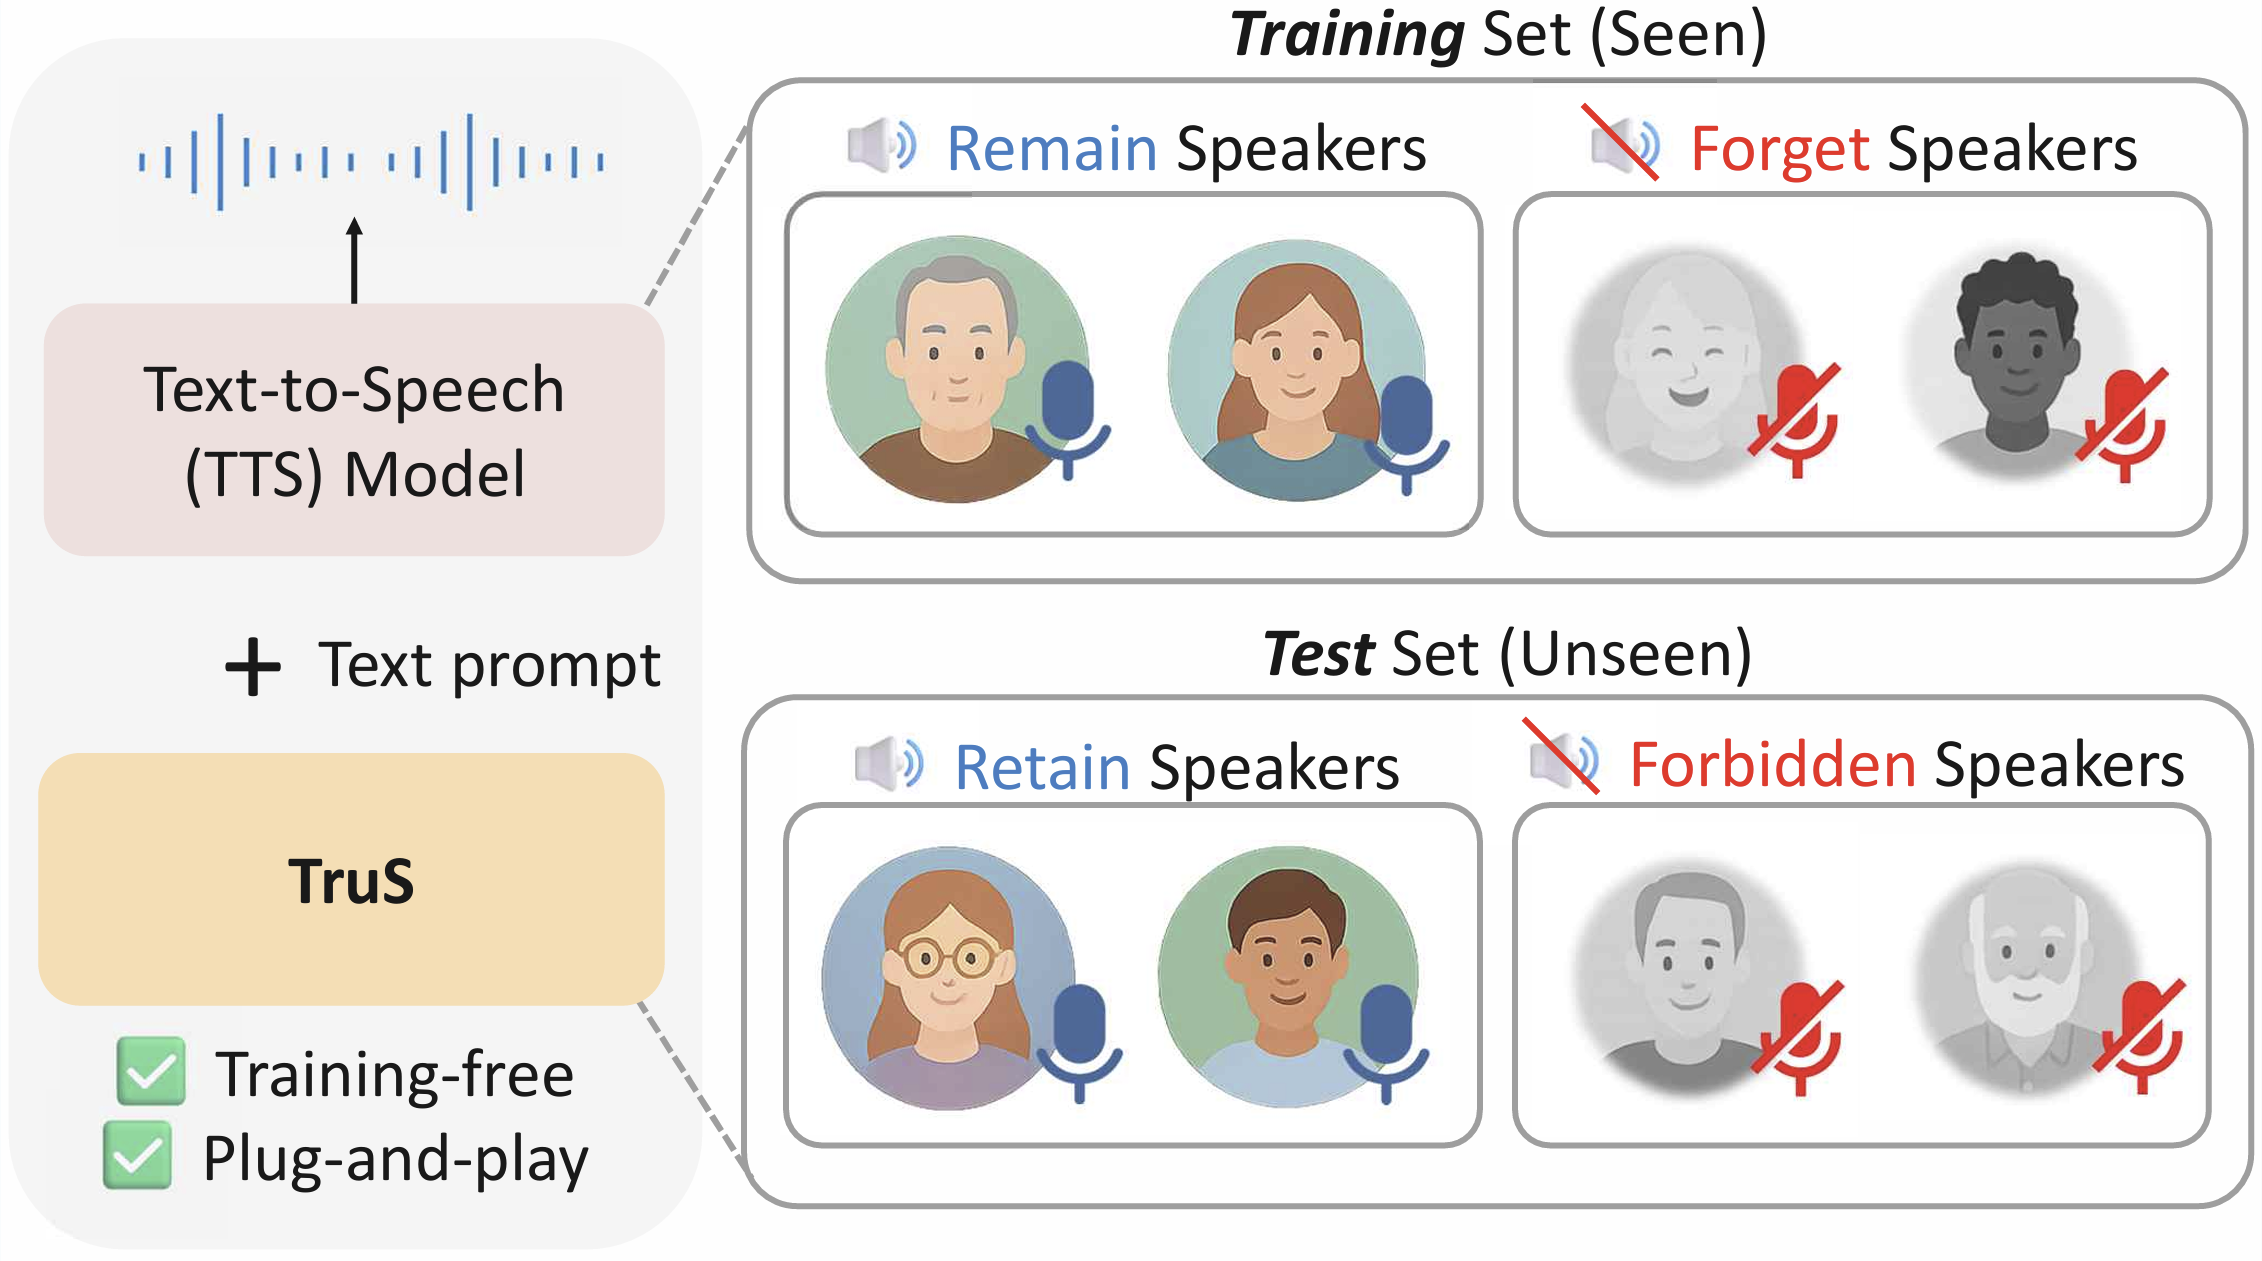 Text-to-Speech
(TTS) Model
Text prompt
TruS
Training-free
Plug-and-play
Training Set (Seen)
Remain Speakers
Forget Speakers
Test Set (Unseen)
Retain Speakers
Forbidden Speakers